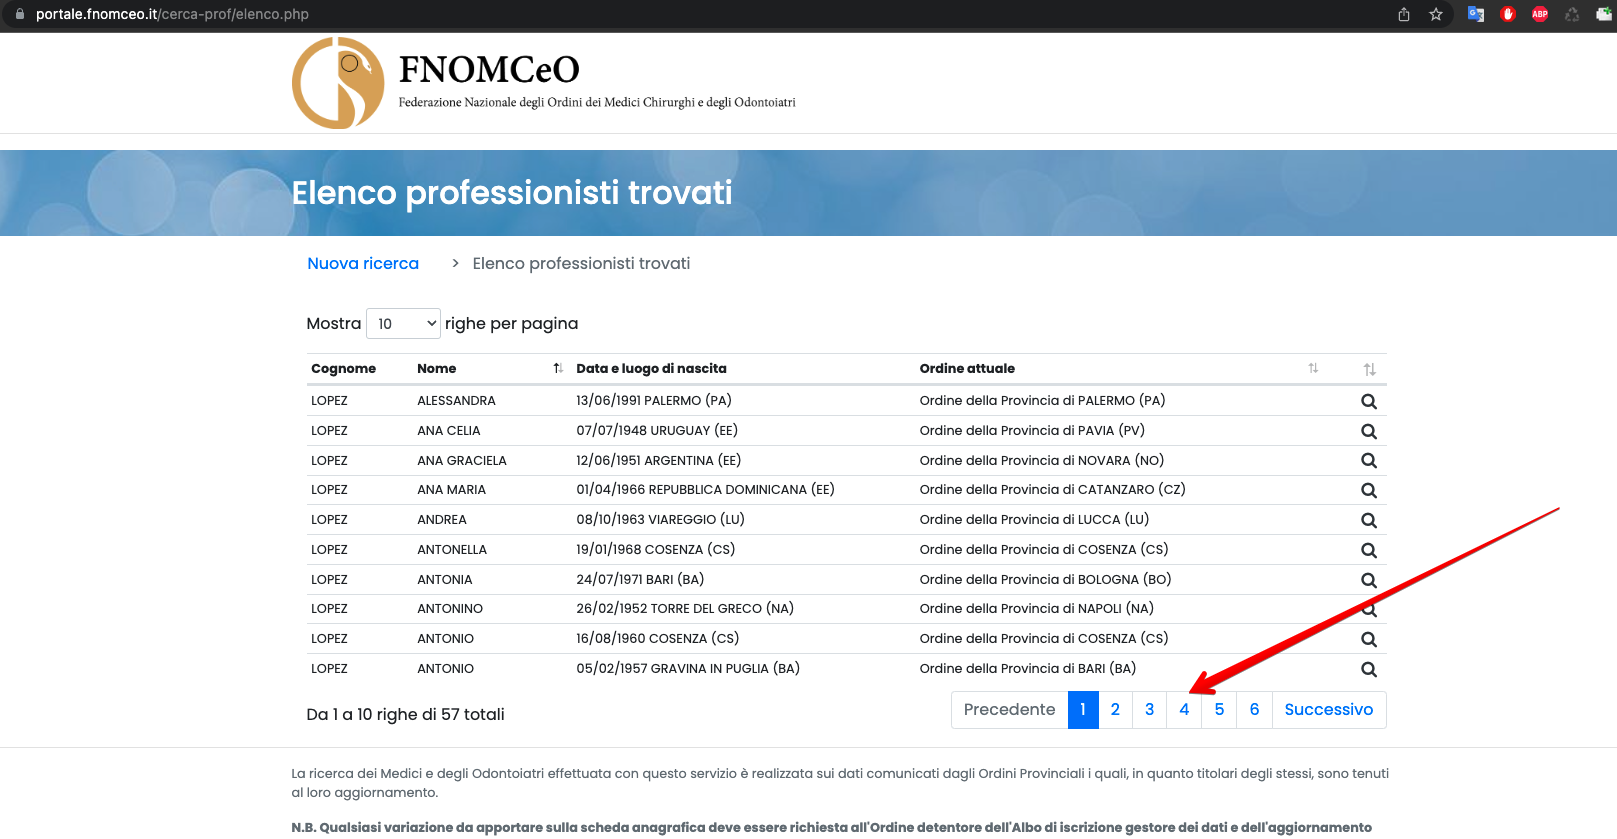 portale.fnomceo.it/cerca-prof/elenco.php
ABP
FNOMCeO
Federazione Nazionale degli Ordini dei Medici Chirurghi e degli Odontoiatri
Elenco professionisti trovati
Nuova ricerca > Elenco professionisti trovati
Mostra 10 righe per pagina
Cognome Nome Data e luogo di nascita Ordine attuale
LOPEZ ALESSANDRA 13/06/1991 PALERMO (PA) Ordine della Provincia di PALERMO (PA)
LOPEZ ANA CELIA 07/07/1948 URUGUAY (EE) Ordine della Provincia di PAVIA (PV)
LOPEZ ANA GRACIELA 12/06/1951 ARGENTINA (EE) Ordine della Provincia di NOVARA (NO)
LOPEZ ANA MARIA 01/04/1966 REPUBBLICA DOMINICANA (EE) Ordine della Provincia di CATANZARO (CZ)
LOPEZ ANDREA 08/10/1963 VIAREGGIO (LU) Ordine della Provincia di LUCCA (LU)
LOPEZ ANTONELLA 19/01/1968 COSENZA (CS) Ordine della Provincia di COSENZA (CS)
LOPEZ ANTONIA 24/07/1971 BARI (BA) Ordine della Provincia di BOLOGNA (BO)
LOPEZ ANTONINO 26/02/1952 TORRE DEL GRECO (NA) Ordine della Provincia di NAPOLI (NA)
LOPEZ ANTONIO 16/08/1960 COSENZA (CS) Ordine della Provincia di COSENZA (CS)
LOPEZ ANTONIO 05/02/1957 GRAVINA IN PUGLIA (BA) Ordine della Provincia di BARI (BA)
Da 1 a 10 righe di 57 totali Precedente 1 2 3 4 5 6 Successivo
La ricerca dei Medici e degli Odontoiatri effettuata con questo servizio è realizzata sui dati comunicati dagli Ordini Provinciali i quali, in quanto titolari degli stessi, sono tenuti
al loro aggiornamento.
N.B. Qualsiasi variazione da apportare sulla scheda anagrafica deve essere richiesta all'Ordine detentore dell'Albo di iscrizione gestore dei dati e dell'aggiornamento